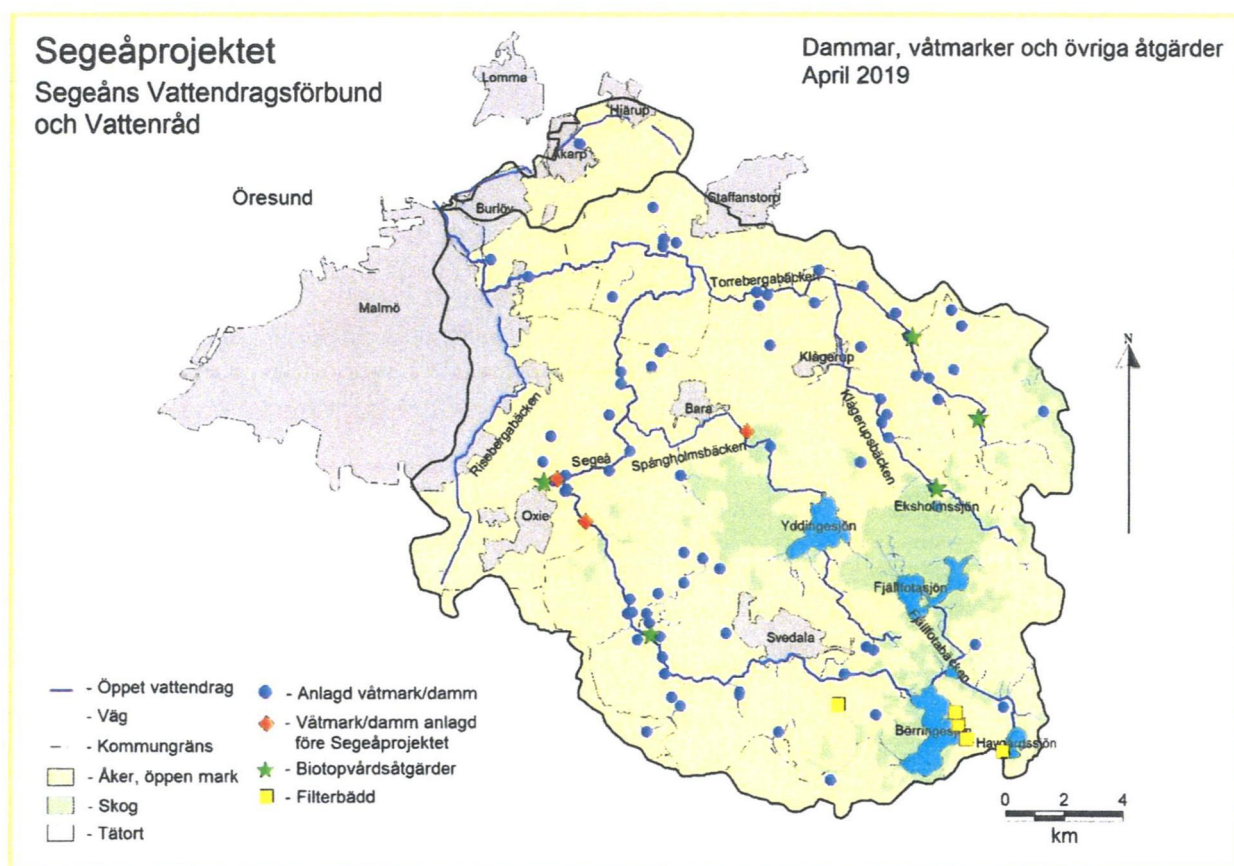 Segeåprojektet
Segeåns Vattendragsförbund
och Vattenråd
Dammar, våtmarker och övriga åtgärder
April 2019
Lomma
Hjärup
Åkarp
Öresund
Burlöv
Staffanstorp
Torrebergabäcken
Malmö
Klågerup
Bara
Risebergabäcken
Klågerupsbäcken
Segeå
Spångholmsbäcken
Oxie
Eksholmssjön
Yddingesjön
Fjällfotasjön
Fjällfotabäcken
Svedala
Börringesjön
Havgårdssjön
N
- Öppet vattendrag
- Väg
- Kommungräns
- Åker, öppen mark
- Skog
- Tätort
- Anlagd våtmark/damm
- Våtmark/damm anlagd
före Segeåprojektet
- Biotopvårdsåtgärder
- Filterbädd
0 2 4
km